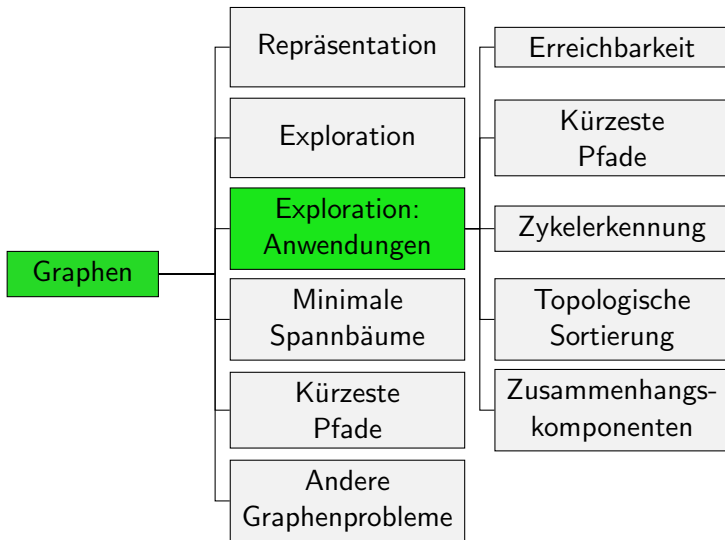 Graphen
Repräsentation
Exploration
Exploration:
Anwendungen
Minimale
Spannbäume
Kürzeste
Pfade
Andere
Graphenprobleme
Erreichbarkeit
Kürzeste
Pfade
Zykelerkennung
Topologische
Sortierung
Zusammenhangs-
komponenten